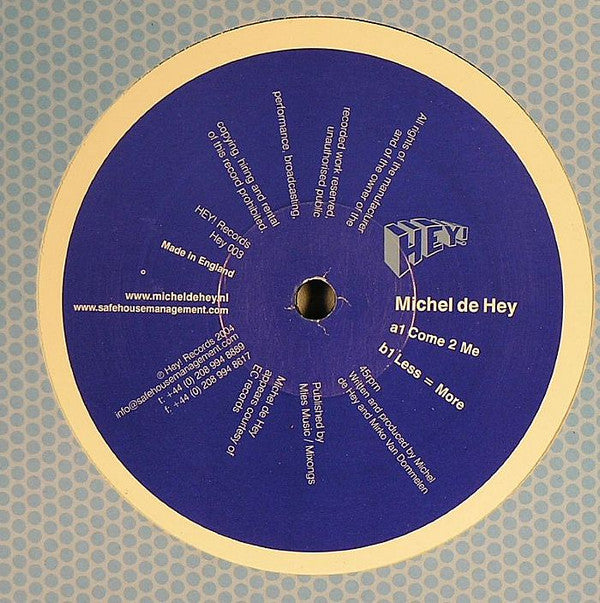 HEY!
Michel de Hey
a1 Come 2 Me
b1 Less = More
45rpm
Written and produced by Michel
de Hey and Mirko Van Dommelen
Published by
Mles Music / Mixongs
Michel de Hey
appears courtesy of
EC records
© Hey! Records 2004
info@safehousemanagement.com
t: +44 (0) 208 994 8889
f: +44 (0) 208 994 8617
www.micheldehey.nl
www.safehousemanagement.com
Made in England
HEY! Records
Hey 003
All rights of the manufacturer
and of the owner of the
recorded work reserved,
unauthorised public
performance, broadcasting,
copying, hiring and rental
of this record prohibited.